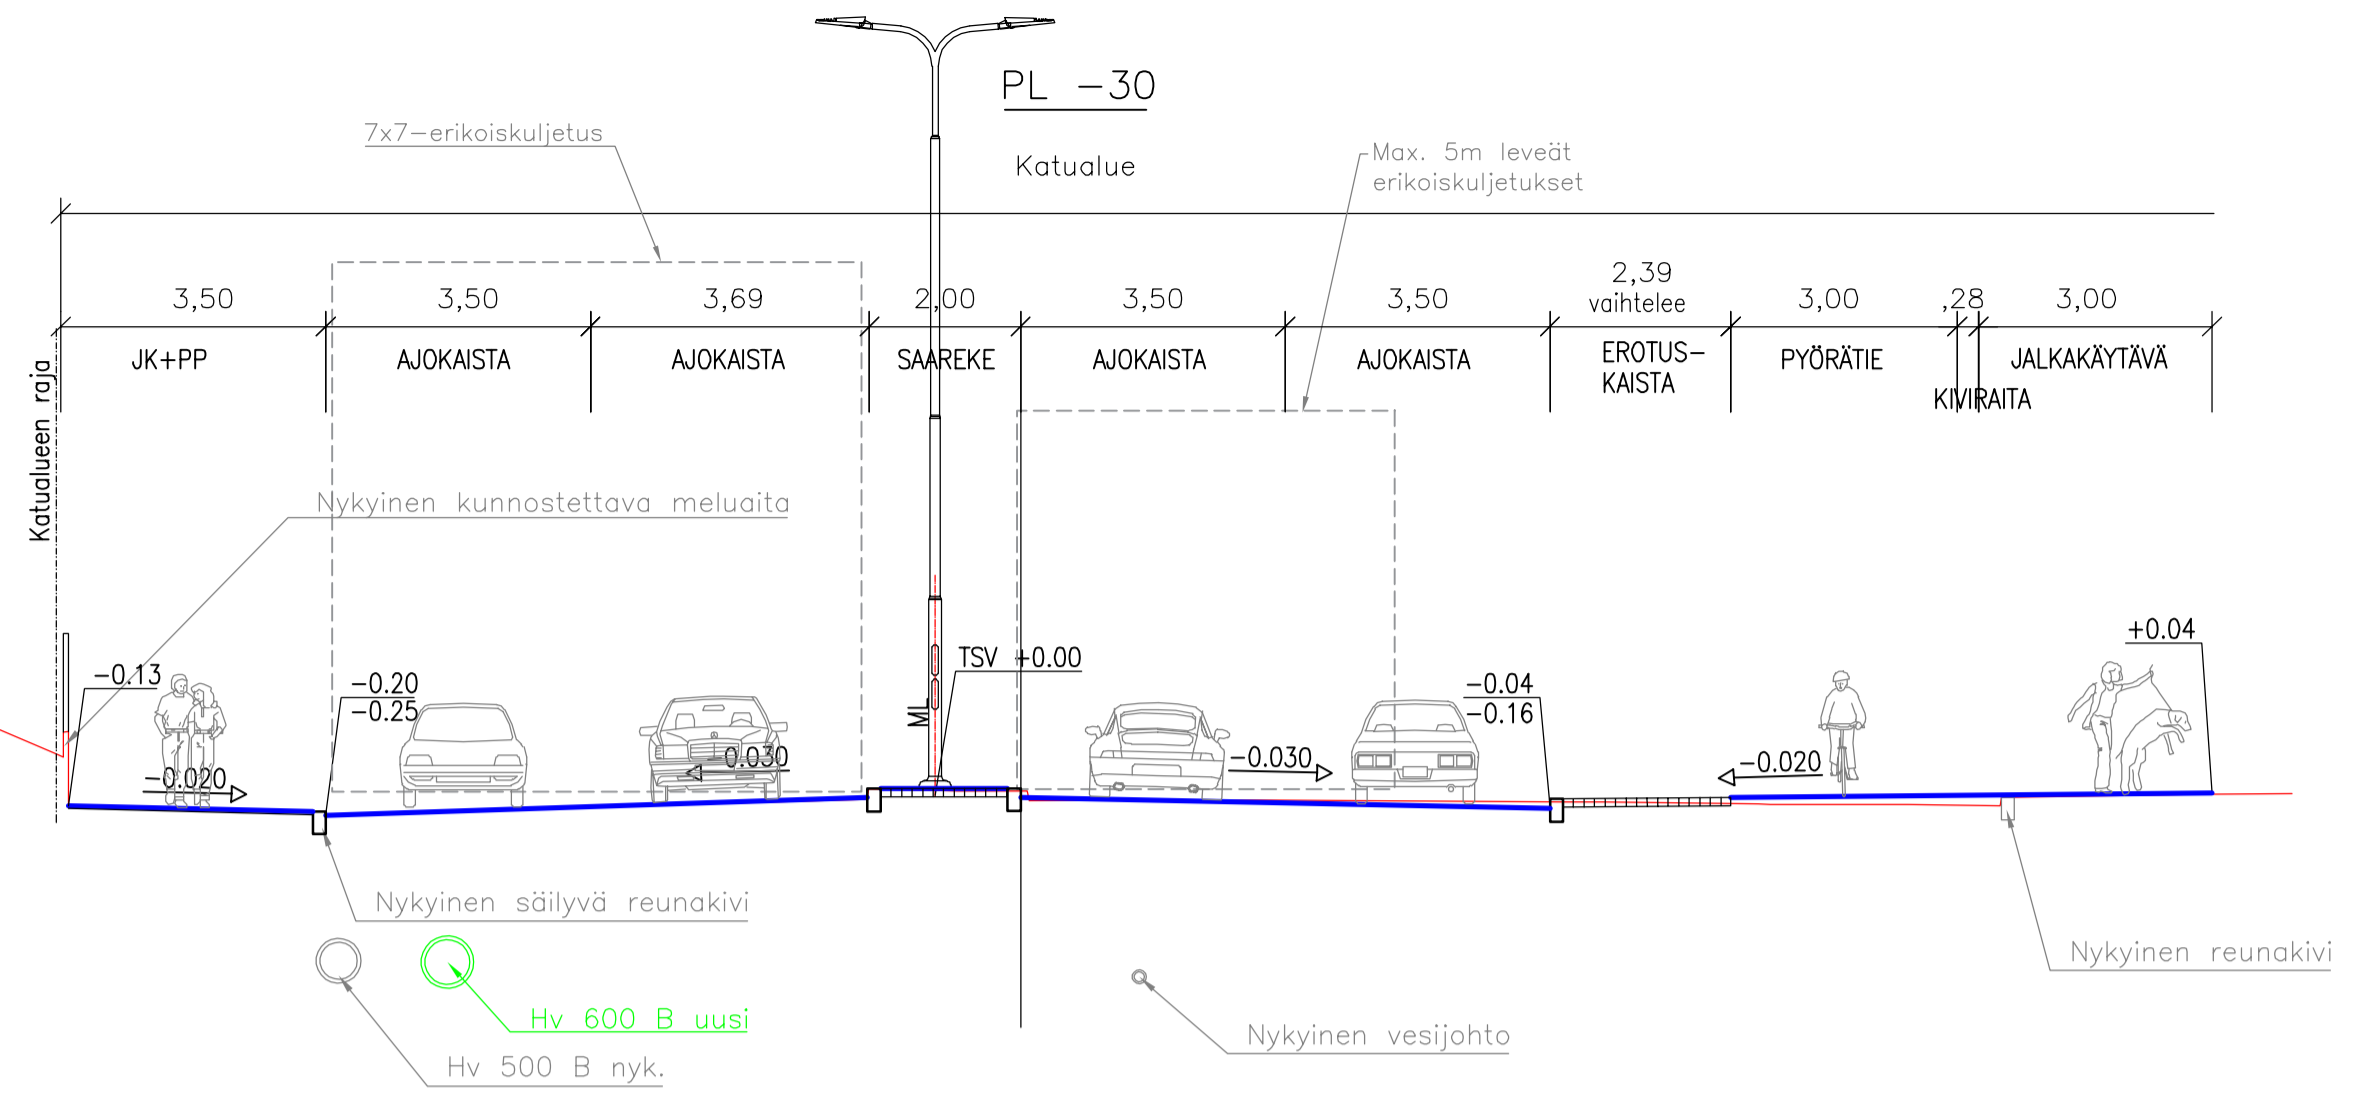 PL -30
7x7-erikoiskuljetus
Katualue
Max. 5m leveät
erikoiskuljetukset
3,50
3,50
3,69
2,00
3,50
3,50
2,39
vaihtelee
3,00
,28
3,00
JK+PP
AJOKAISTA
AJOKAISTA
SAAREKE
AJOKAISTA
AJOKAISTA
EROTUS-
KAISTA
PYÖRÄTIE
KIVIRAITA
JALKAKÄYTÄVÄ
Katualueen raja
Nykyinen kunnostettava meluaita
-0.13
-0.20
-0.25
TSV +0.00
ML
-0.04
-0.16
+0.04
-0.020
-0.030
-0.030
-0.020
Nykyinen säilyvä reunakivi
Nykyinen reunakivi
Hv 600 B uusi
Hv 500 B nyk.
Nykyinen vesijohto